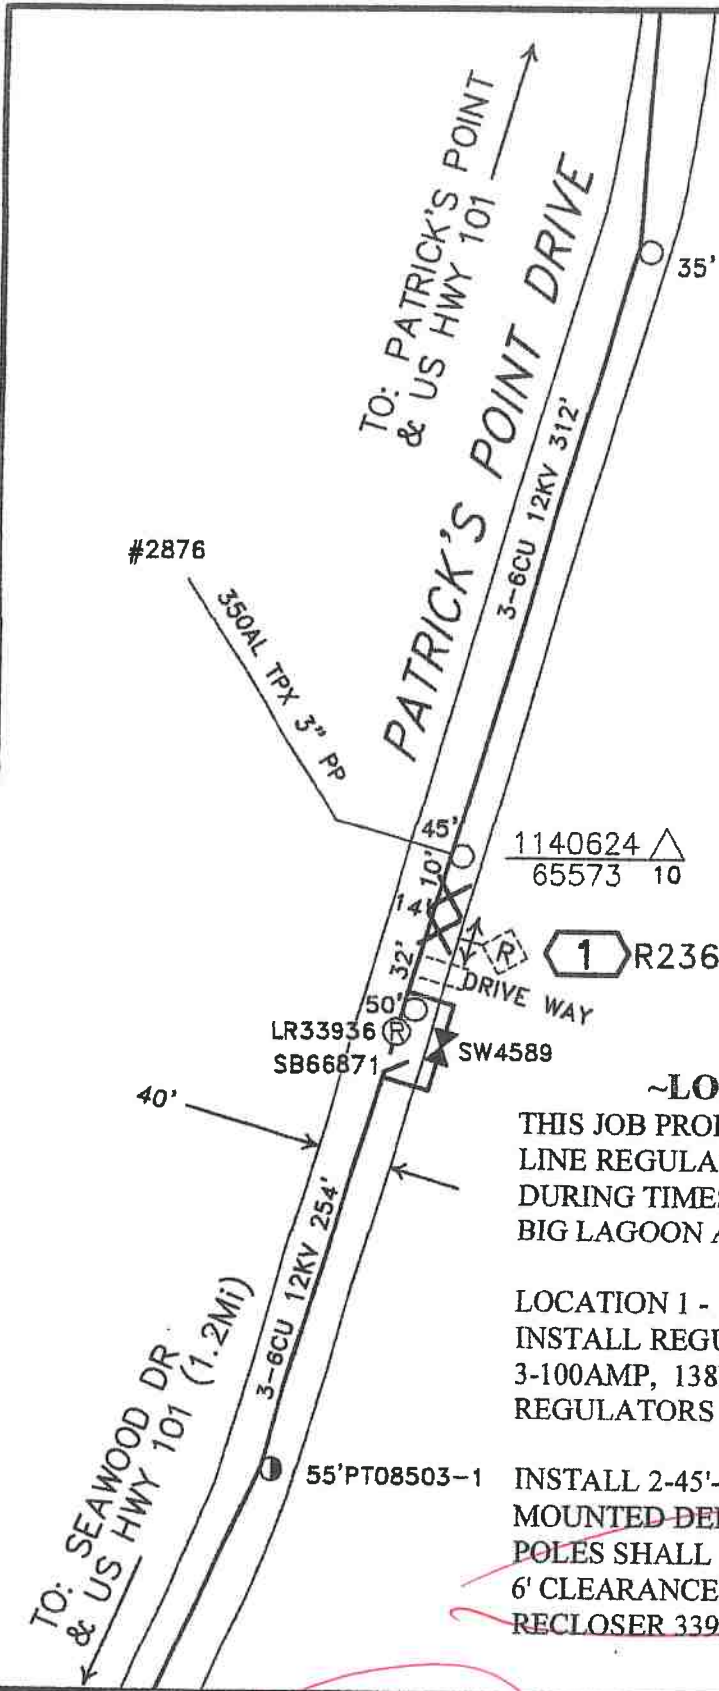 TO: PATRICK'S POINT
& US HWY 101
PATRICK'S POINT DRIVE
35'
3-6CU 12KV 312'
#2876
350AL TPX 3" PP
45'
10'
1140624
65573 10
14'
R
1 R236
32'
DRIVE WAY
50'
LR33936 R
SB66871
SW4589
40'
~LO
THIS JOB PRO
LINE REGULA
DURING TIMES
BIG LAGOON A
LOCATION 1 -
INSTALL REGU
3-100AMP, 138
REGULATORS
3-6CU 12KV 254'
TO: SEAWOOD DR
& US HWY 101 (1.2Mi)
55'PT08503-1
INSTALL 2-45'-
MOUNTED DE
POLES SHALL
6' CLEARANCE
RECLOSER 339